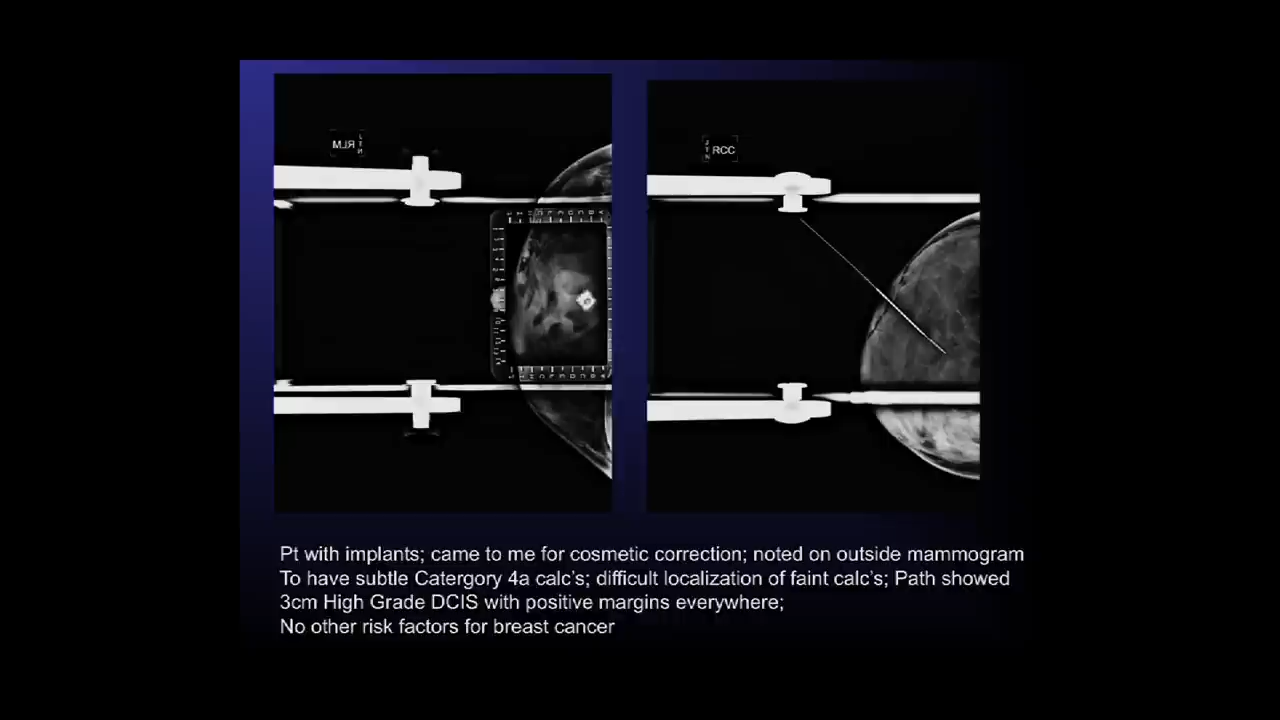 RLM
RCC
Pt with implants; came to me for cosmetic correction; noted on outside mammogram
To have subtle Catergory 4a calc's; difficult localization of faint calc's; Path showed
3cm High Grade DCIS with positive margins everywhere;
No other risk factors for breast cancer